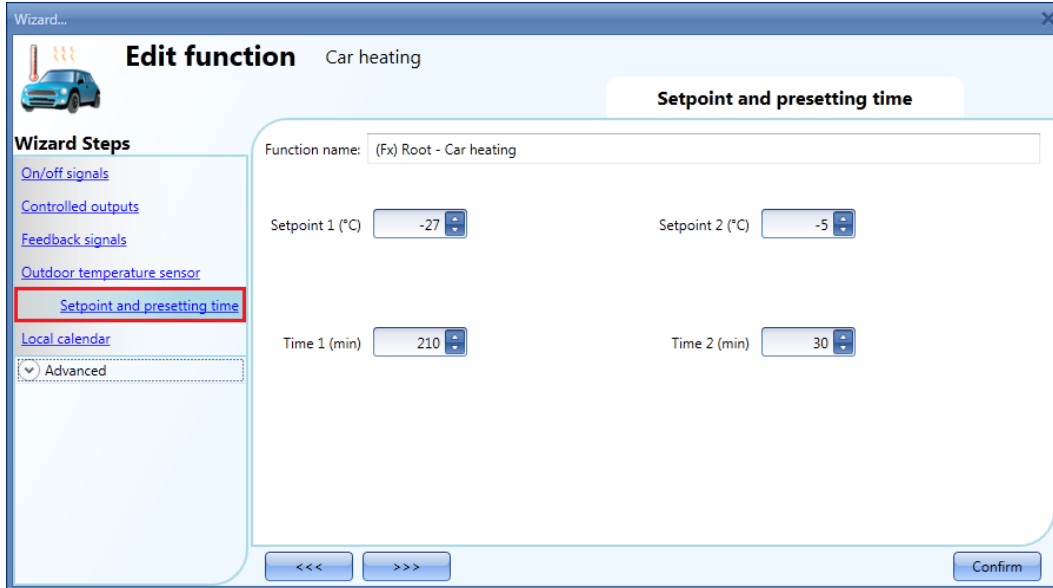 Wizard...
Edit function Car heating
Setpoint and presetting time
Wizard Steps
On/off signals
Controlled outputs
Feedback signals
Outdoor temperature sensor
Setpoint and presetting time
Local calendar
Advanced
Function name: (Fx) Root - Car heating
Setpoint 1 (°C) -27 Setpoint 2 (°C) -5
Time 1 (min) 210 Time 2 (min) 30
<<< >>> Confirm